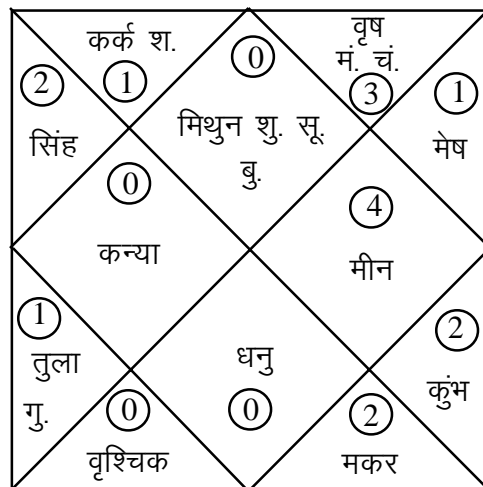 कर्क श.
1
0
वृष
मं. चं.
3
2
सिंह
मिथुन शु. सू.
बु.
1
मेष
0
कन्या
4
मीन
1
तुला
गु.
धनु
0
2
कुंभ
0
वृश्चिक
2
मकर